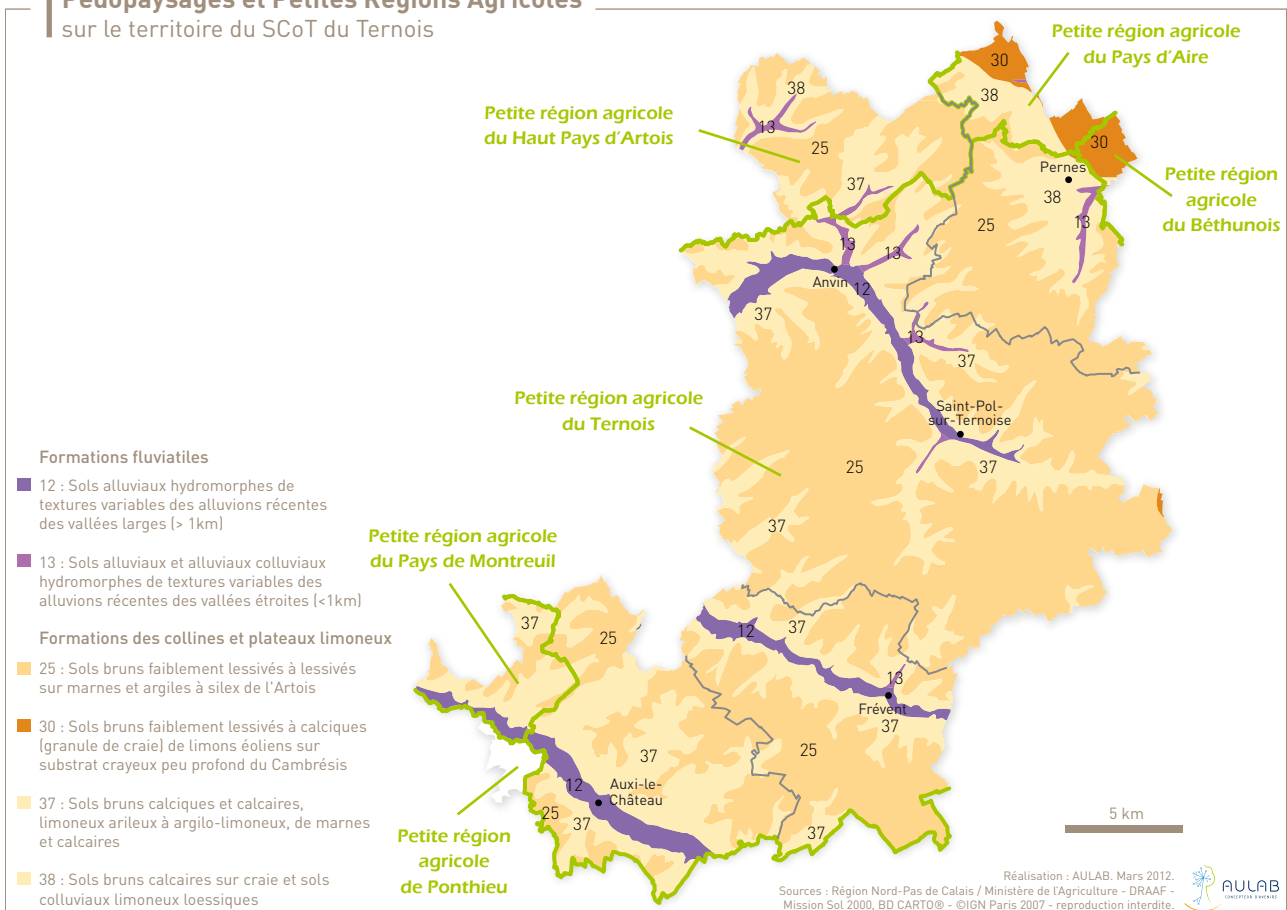 Pédopaysages et Petites Régions Agricoles
sur le territoire du SCoT du Ternois
Petite région agricole
du Pays d'Aire
Petite région agricole
du Haut Pays d'Artois
Petite région
agricole
du Béthunois
Petite région agricole
du Ternois
Petite région agricole
du Pays de Montreuil
Petite région
agricole
de Ponthieu
30
38
38
13
25
37
30
Pernes
38
13
25
13
13
Anvin
12
37
13
37
Saint-Pol-
sur-Ternoise
37
25
37
37
25
12
37
13
Frévent
37
25
37
12
Auxi-le-
Château
25
37
37
Formations fluviatiles
12 : Sols alluviaux hydromorphes de
textures variables des alluvions récentes
des vallées larges (> 1km)
13 : Sols alluviaux et alluviaux colluviaux
hydromorphes de textures variables des
alluvions récentes des vallées étroites (<1km)
Formations des collines et plateaux limoneux
25 : Sols bruns faiblement lessivés à lessivés
sur marnes et argiles à silex de l'Artois
30 : Sols bruns faiblement lessivés à calciques
(granule de craie) de limons éoliens sur
substrat crayeux peu profond du Cambrésis
37 : Sols bruns calciques et calcaires,
limoneux arileux à argilo-limoneux, de marnes
et calcaires
38 : Sols bruns calcaires sur craie et sols
colluviaux limoneux loessiques
5 km
Réalisation : AULAB. Mars 2012.
Sources : Région Nord-Pas de Calais / Ministère de l'Agriculture - DRAAF -
Mission Sol 2000, BD CARTO® - ©IGN Paris 2007 - reproduction interdite.
AULAB
CONCEPTEUR D'AVENIRS